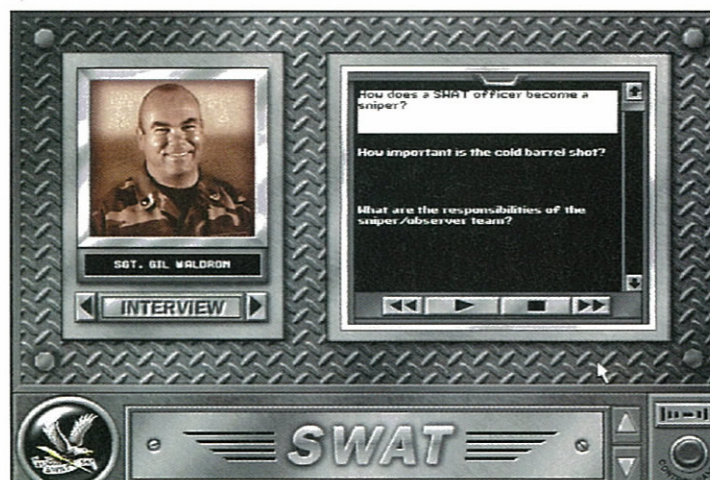 How does a SWAT officer become a
sniper?
How important is the cold barrel shot?
What are the responsibilities of the
sniper/observer team?
SGT. GIL WALDRON
INTERVIEW
SWAT